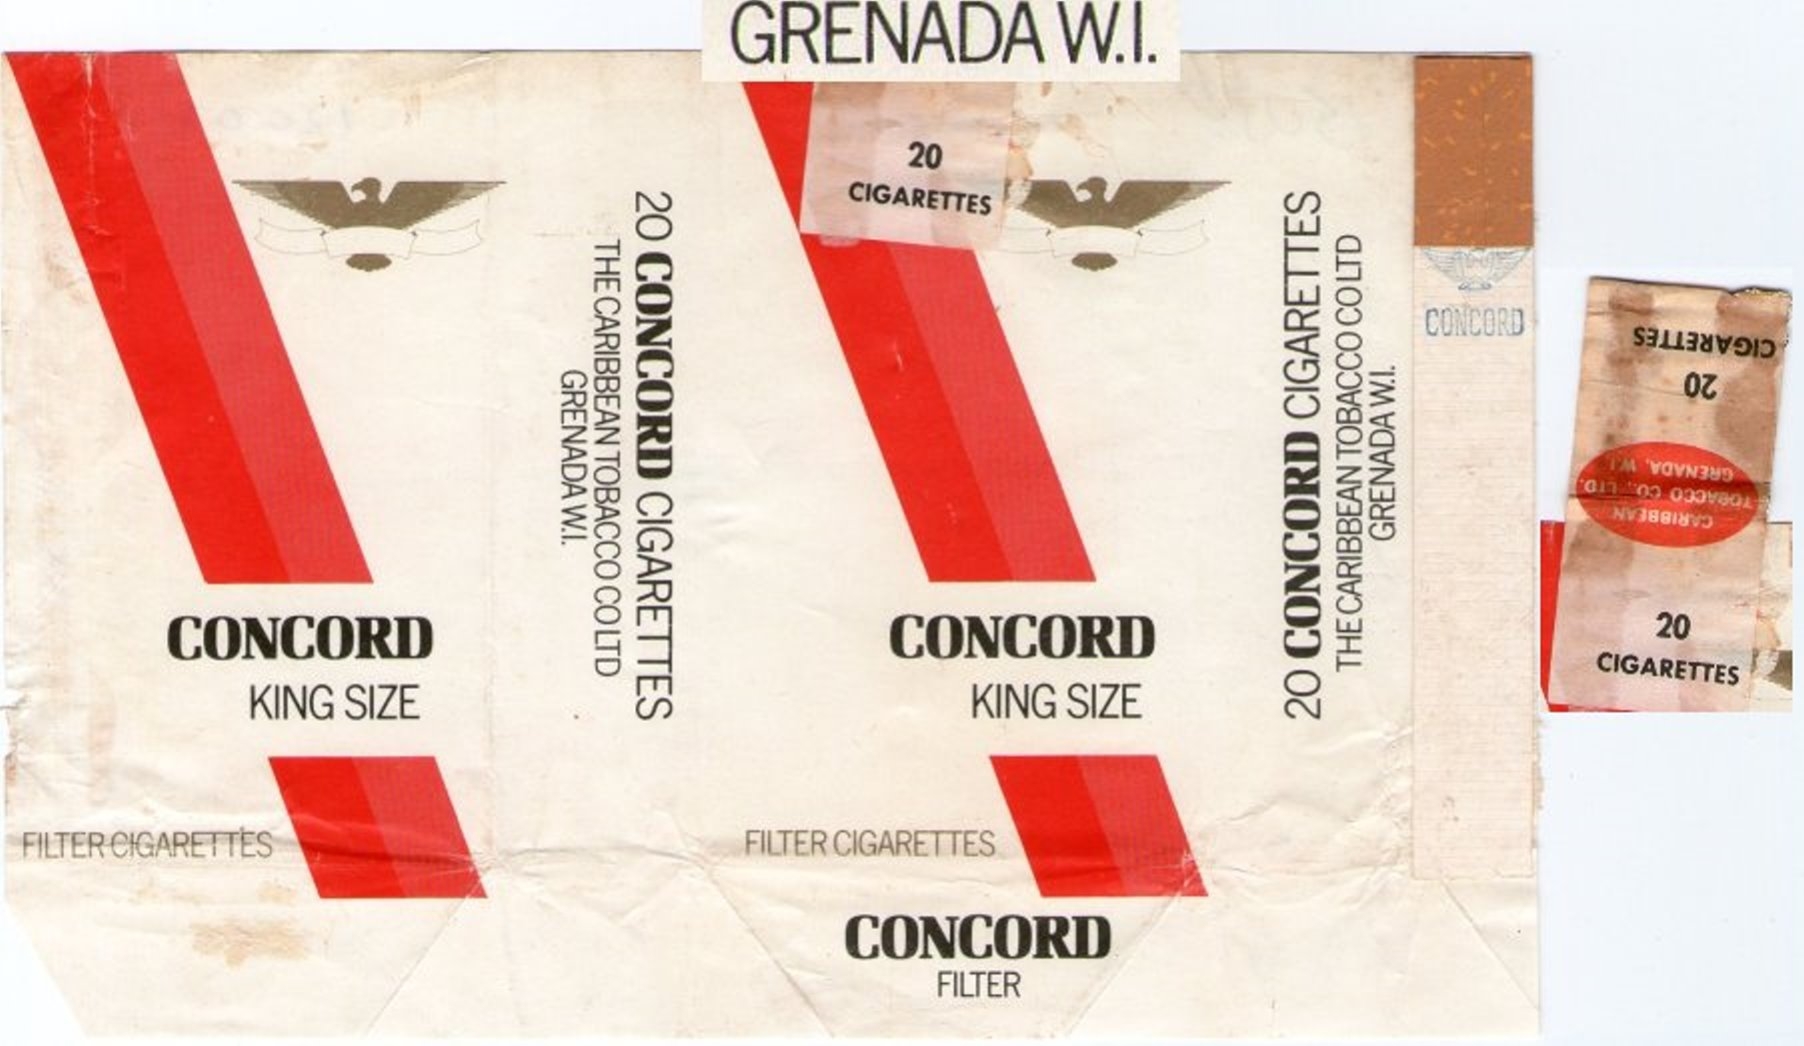 GRENADA W.I.
CONCORD
KING SIZE
FILTER CIGARETTES
20 CONCORD CIGARETTES
THE CARIBBEAN TOBACCO CO LTD
GRENADA W.I.
20
CIGARETTES
CONCORD
KING SIZE
FILTER CIGARETTES
CONCORD
FILTER
20 CONCORD CIGARETTES
THE CARIBBEAN TOBACCO CO LTD
GRENADA W.I.
CONCORD
20
CIGARETTES
CARIBBEAN
TOBACCO CO., LTD.
GRENADA, W.I.
20
CIGARETTES